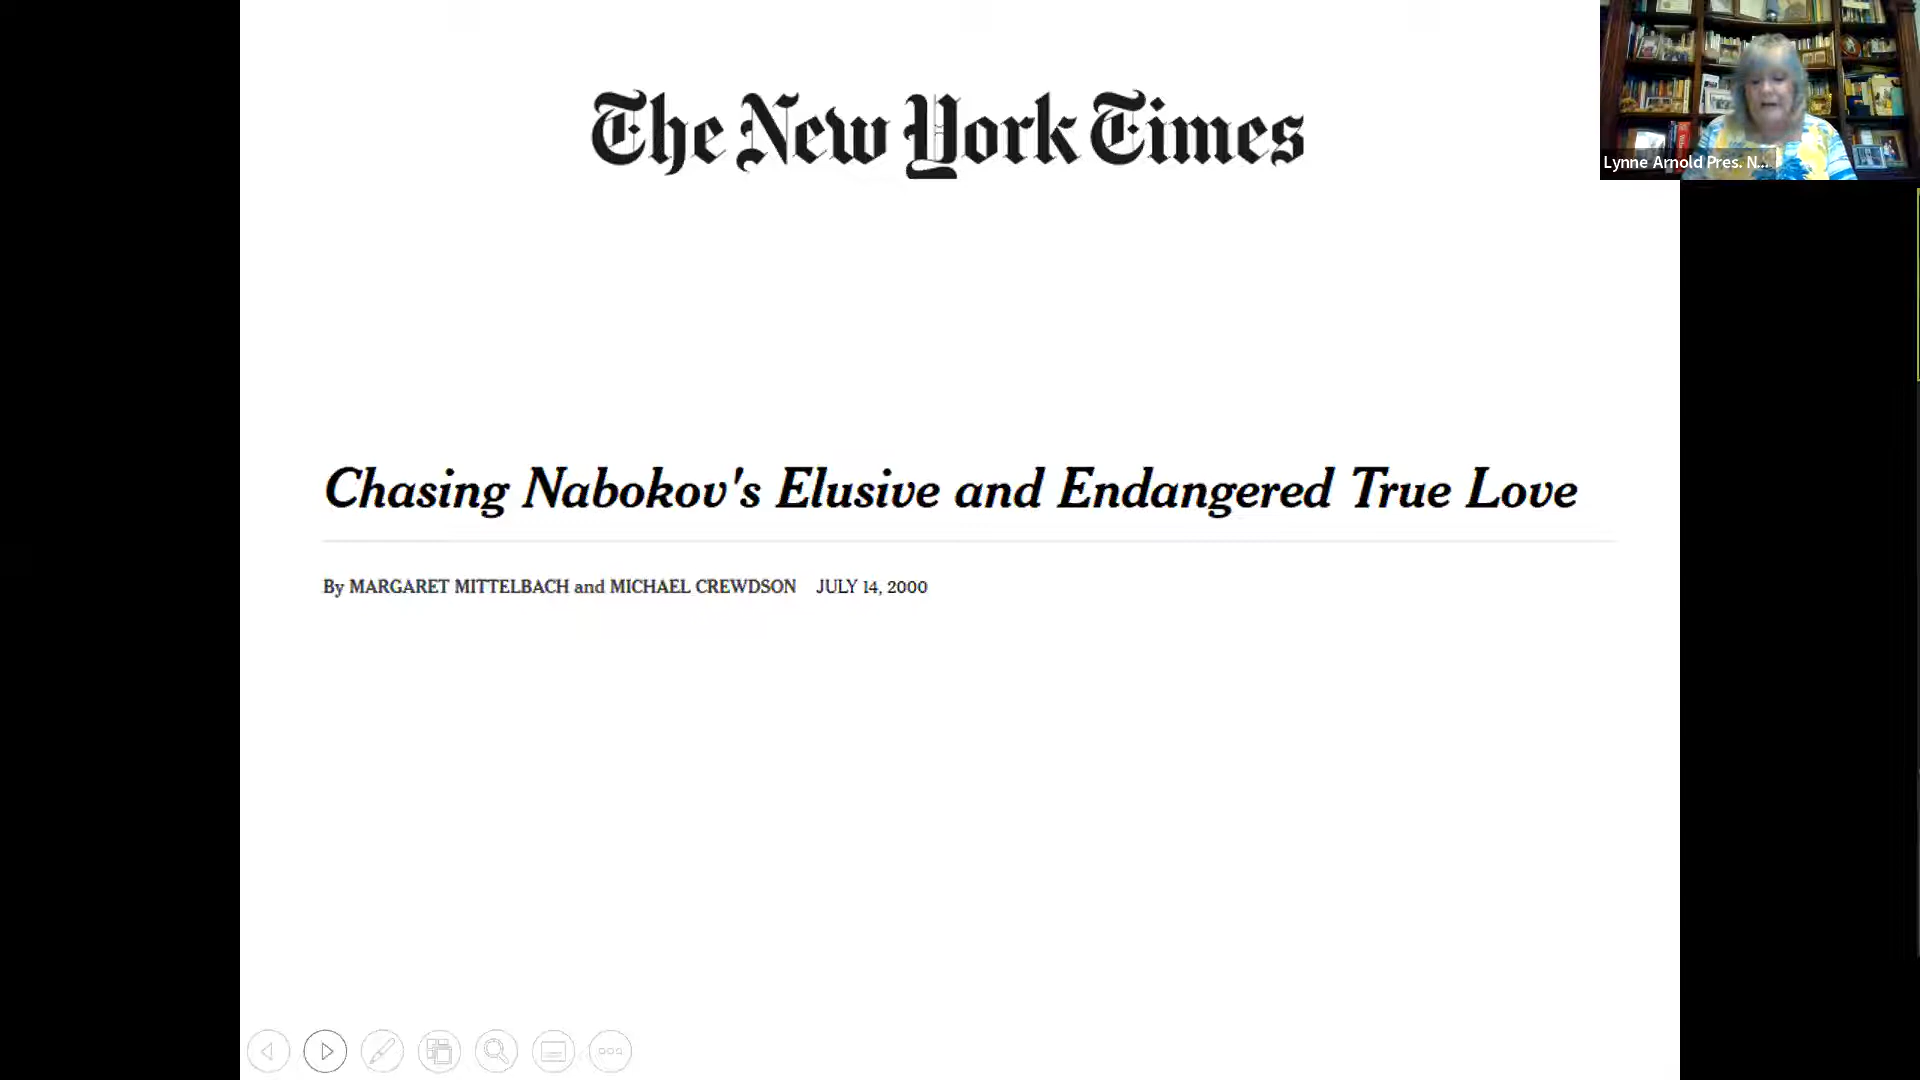 The New York Times
Lynne Arnold Pres. N...
Chasing Nabokov's Elusive and Endangered True Love
By MARGARET MITTELBACH and MICHAEL CREWDSON JULY 14, 2000